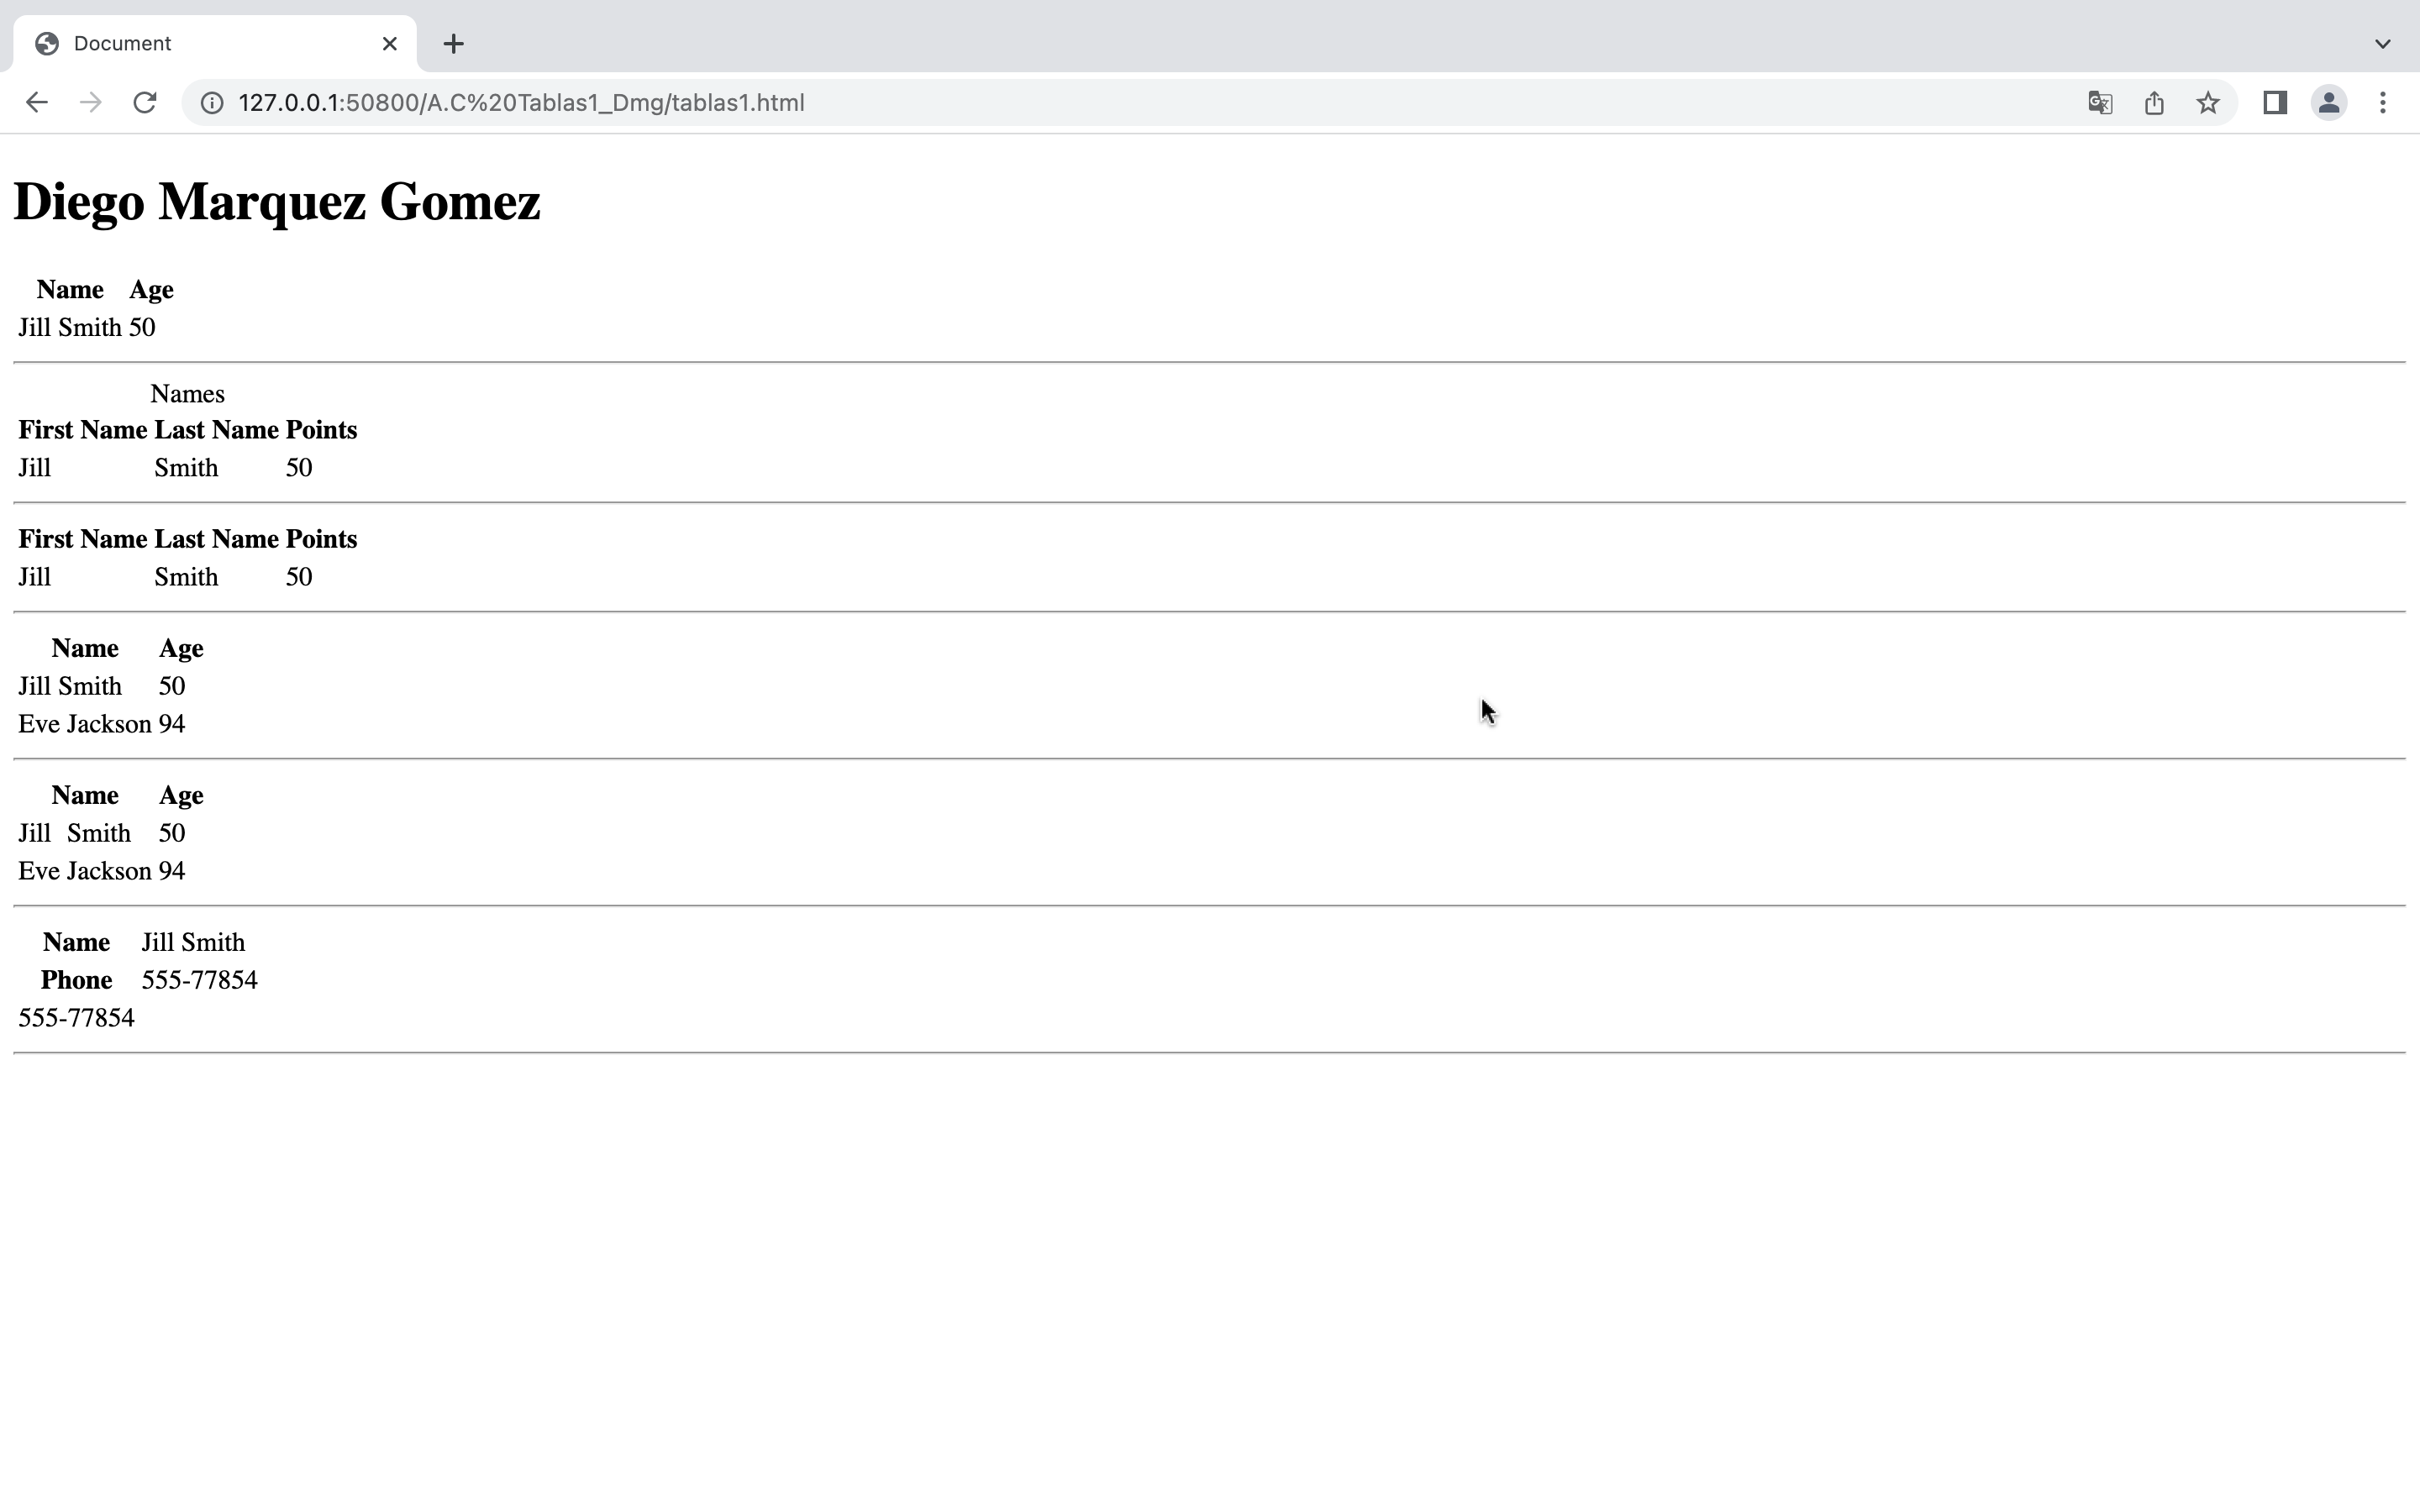 Document
127.0.0.1:50800/A.C%20Tablas1_Dmg/tablas1.html
Diego Marquez Gomez
Name Age
Jill Smith 50
Names
First Name Last Name Points
Jill Smith 50
First Name Last Name Points
Jill Smith 50
Name Age
Jill Smith 50
Eve Jackson 94
Name Age
Jill Smith 50
Eve Jackson 94
Name Jill Smith
Phone 555-77854
555-77854